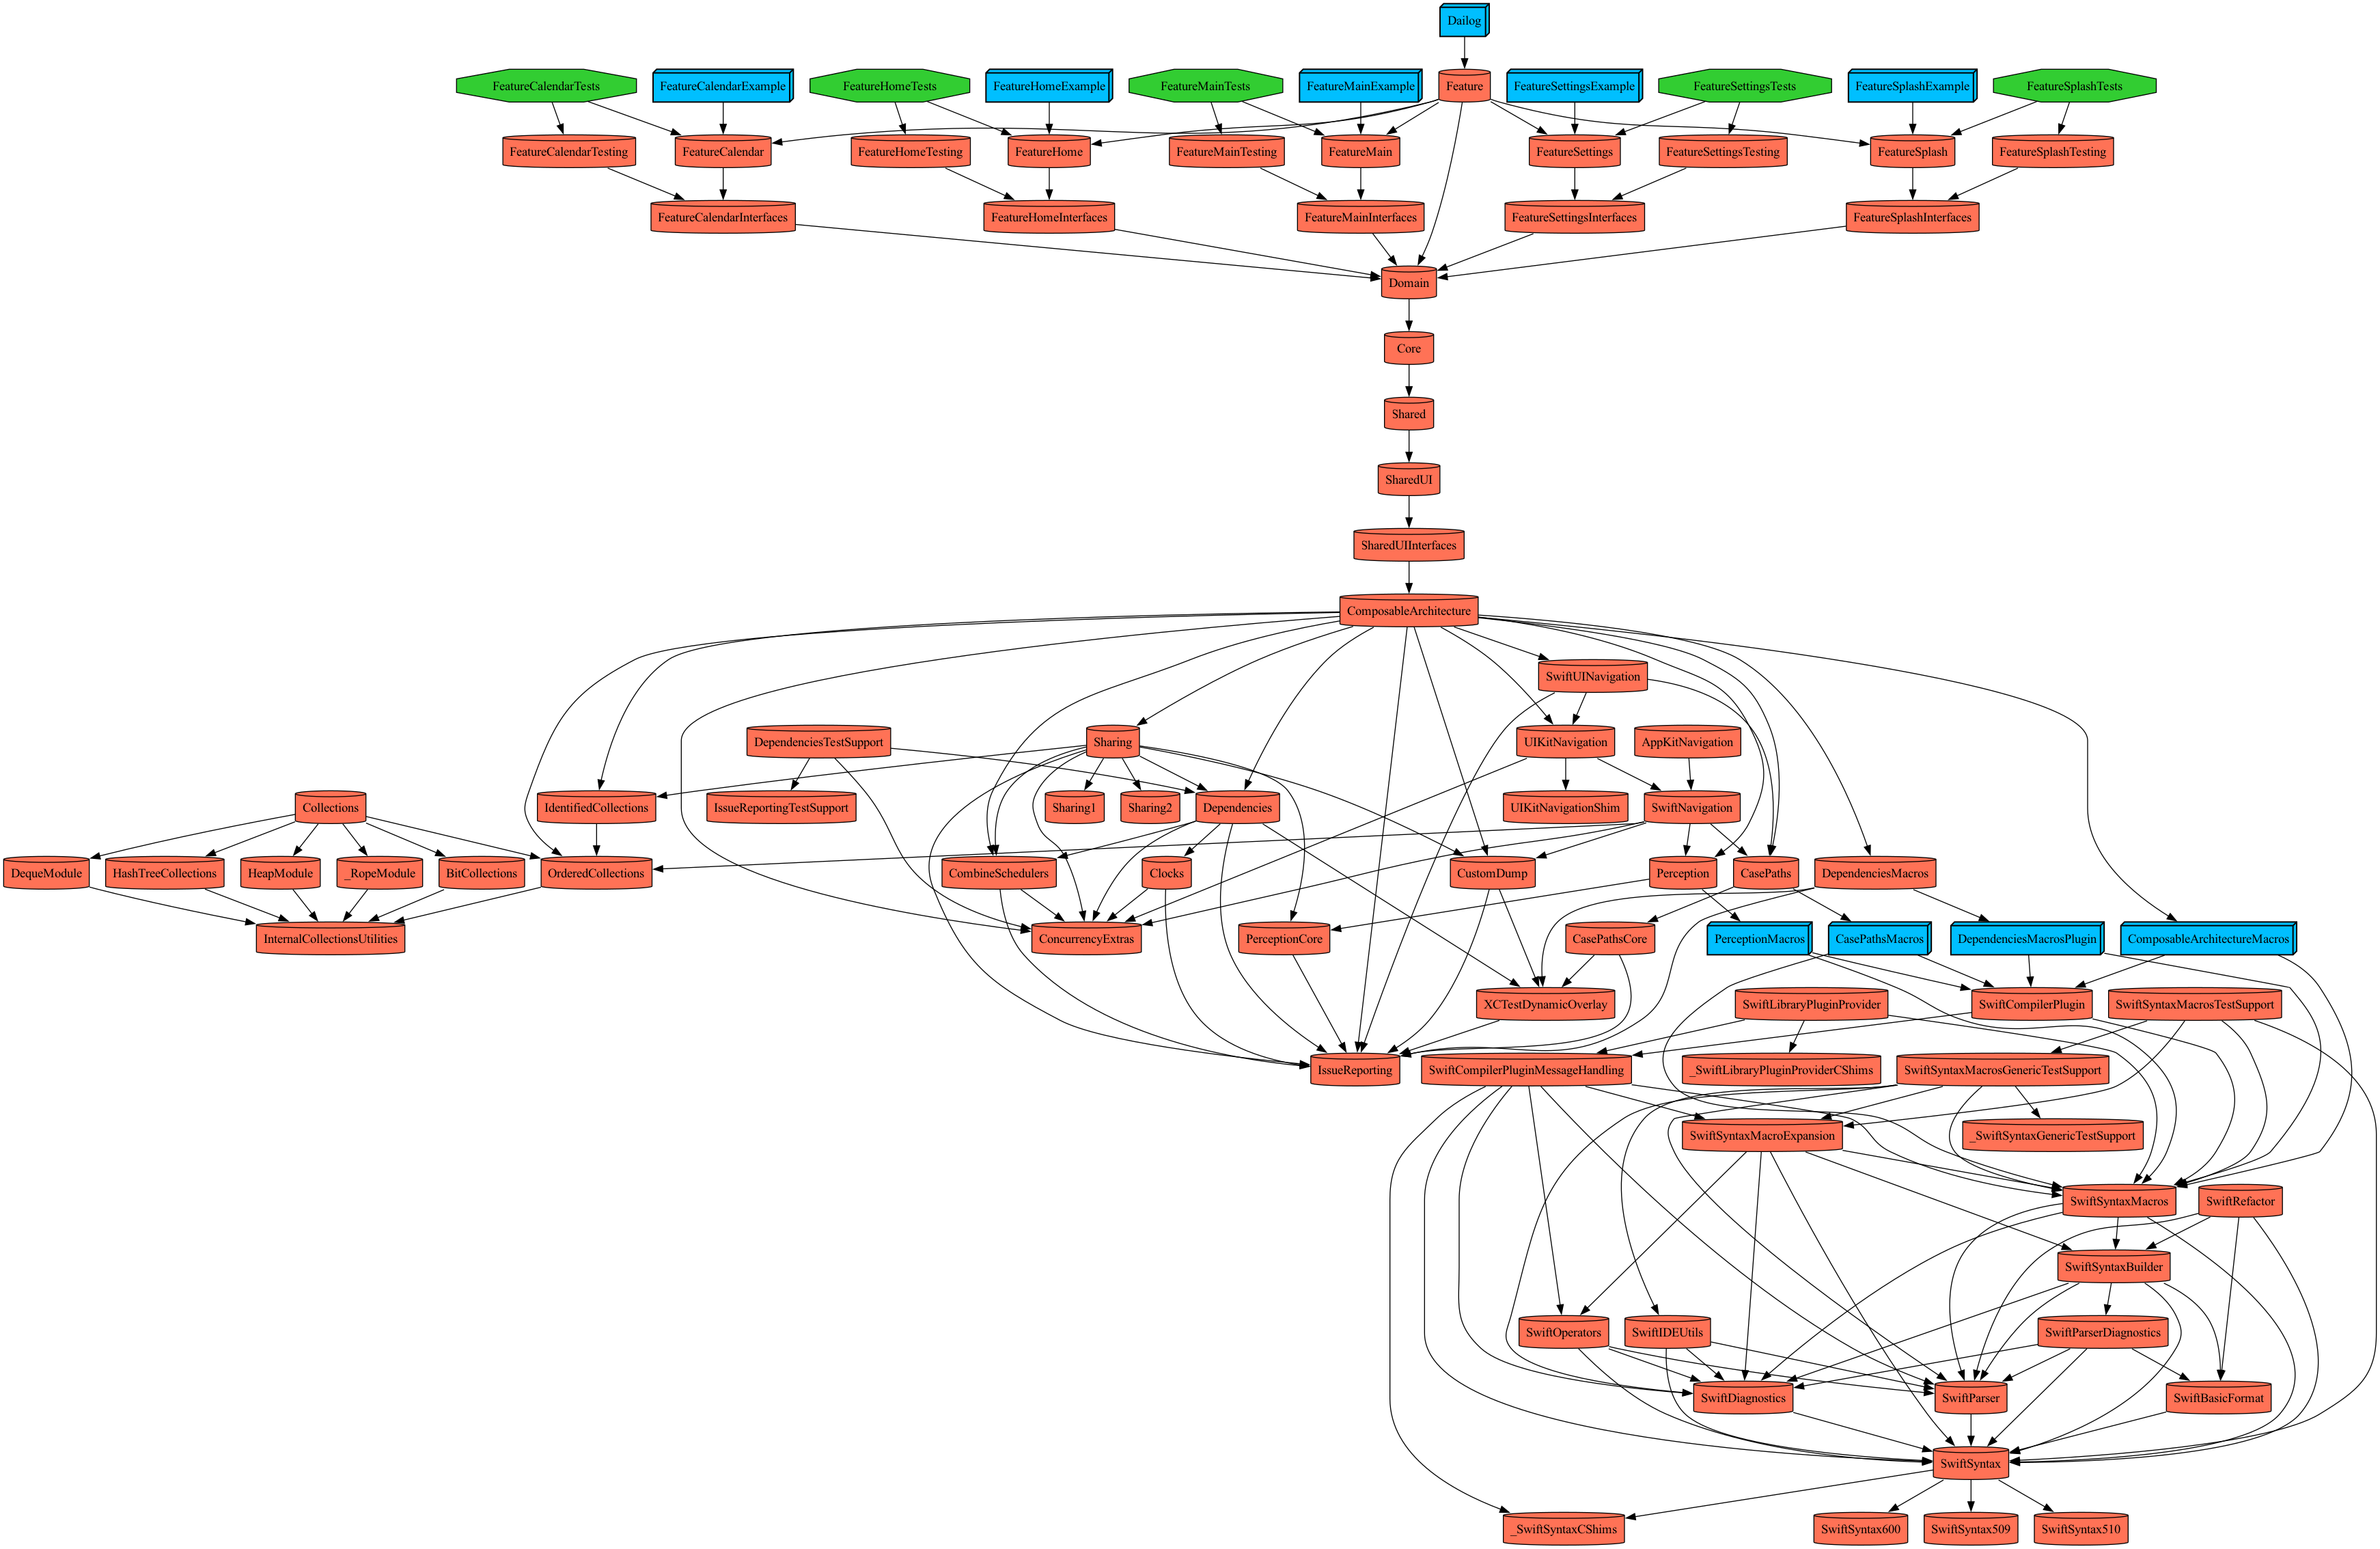 Dailog
FeatureCalendarTests
FeatureCalendarExample
FeatureHomeTests
FeatureHomeExample
FeatureMainTests
FeatureMainExample
Feature
FeatureSettingsExample
FeatureSettingsTests
FeatureSplashExample
FeatureSplashTests
FeatureCalendarTesting
FeatureCalendar
FeatureHomeTesting
FeatureHome
FeatureMainTesting
FeatureMain
FeatureSettings
FeatureSettingsTesting
FeatureSplash
FeatureSplashTesting
FeatureCalendarInterfaces
FeatureHomeInterfaces
FeatureMainInterfaces
FeatureSettingsInterfaces
FeatureSplashInterfaces
Domain
Core
Shared
SharedUI
SharedUIInterfaces
ComposableArchitecture
SwiftUINavigation
DependenciesTestSupport
Sharing
UIKitNavigation
AppKitNavigation
Collections
IdentifiedCollections
IssueReportingTestSupport
Sharing1
Sharing2
Dependencies
UIKitNavigationShim
SwiftNavigation
DequeModule
HashTreeCollections
HeapModule
_RopeModule
BitCollections
OrderedCollections
CombineSchedulers
Clocks
CustomDump
Perception
CasePaths
DependenciesMacros
InternalCollectionsUtilities
ConcurrencyExtras
PerceptionCore
CasePathsCore
PerceptionMacros
CasePathsMacros
DependenciesMacrosPlugin
ComposableArchitectureMacros
XCTestDynamicOverlay
SwiftLibraryPluginProvider
SwiftCompilerPlugin
SwiftSyntaxMacrosTestSupport
IssueReporting
SwiftCompilerPluginMessageHandling
_SwiftLibraryPluginProviderCShims
SwiftSyntaxMacrosGenericTestSupport
SwiftSyntaxMacroExpansion
_SwiftSyntaxGenericTestSupport
SwiftSyntaxMacros
SwiftRefactor
SwiftSyntaxBuilder
SwiftOperators
SwiftIDEUtils
SwiftParserDiagnostics
SwiftDiagnostics
SwiftParser
SwiftBasicFormat
SwiftSyntax
_SwiftSyntaxCShims
SwiftSyntax600
SwiftSyntax509
SwiftSyntax510